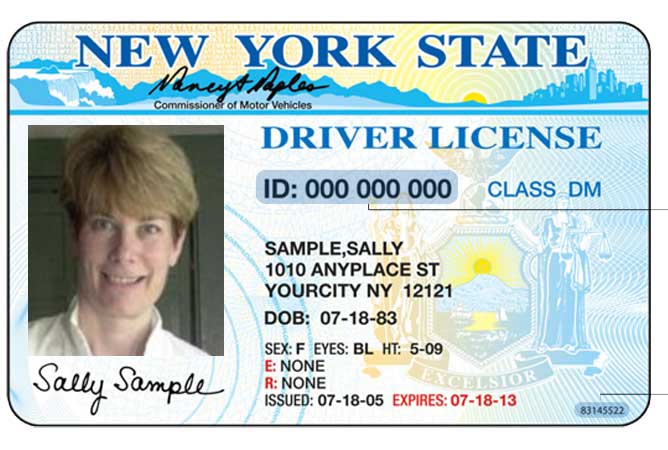 NEW YORK STATE
Nancy A Naples
Commissioner of Motor Vehicles
DRIVER LICENSE
ID: 000 000 000 CLASS DM
SAMPLE,SALLY
1010 ANYPLACE ST
YOURCITY NY 12121
DOB: 07-18-83
SEX: F EYES: BL HT: 5-09
E: NONE
R: NONE
ISSUED: 07-18-05 EXPIRES: 07-18-13
EXCELSIOR
Sally Sample
83145522